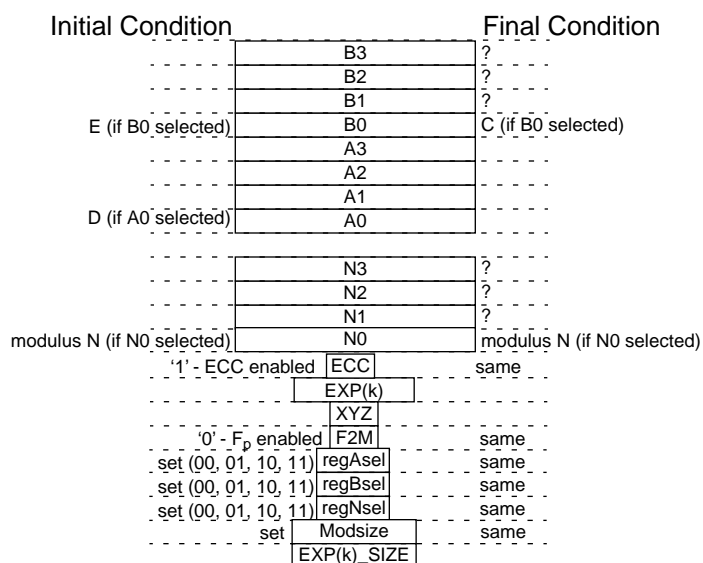 Initial Condition Final Condition
B3 ?
B2 ?
B1 ?
E (if B0 selected) B0 C (if B0 selected)
A3
A2
A1
D (if A0 selected) A0
N3 ?
N2 ?
N1 ?
modulus N (if N0 selected) N0 modulus N (if N0 selected)
‘1’ - ECC enabled ECC same
EXP(k)
XYZ
‘0’ - Fp enabled F2M same
set (00, 01, 10, 11) regAsel same
set (00, 01, 10, 11) regBsel same
set (00, 01, 10, 11) regNsel same
set Modsize same
EXP(k)_SIZE